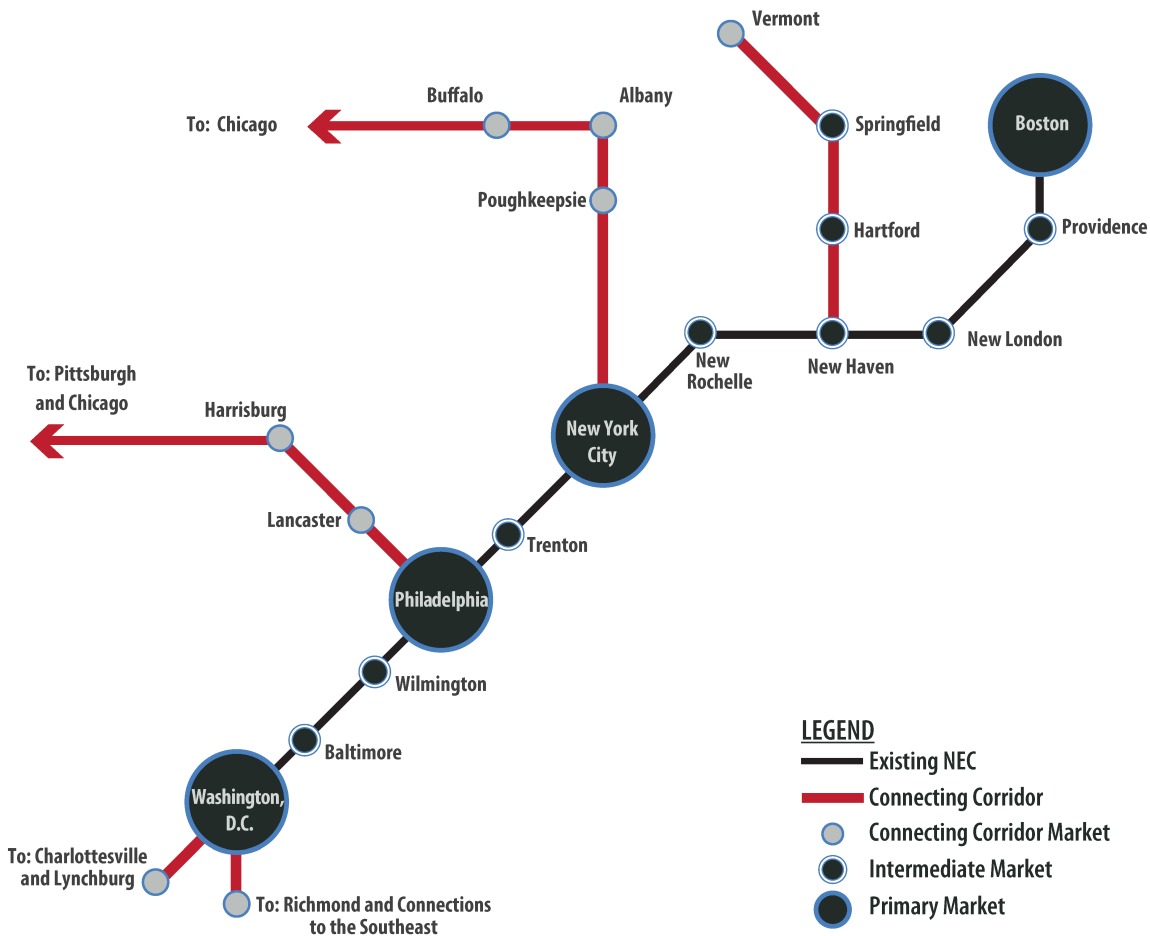 Vermont
Buffalo
Albany
To: Chicago
Springfield
Boston
Poughkeepsie
Hartford
Providence
New
Rochelle
New Haven
New London
To: Pittsburgh
and Chicago
Harrisburg
New York
City
Lancaster
Trenton
Philadelphia
Wilmington
Baltimore
Washington,
D.C.
To: Charlottesville
and Lynchburg
To: Richmond and Connections
to the Southeast
LEGEND
Existing NEC
Connecting Corridor
Connecting Corridor Market
Intermediate Market
Primary Market